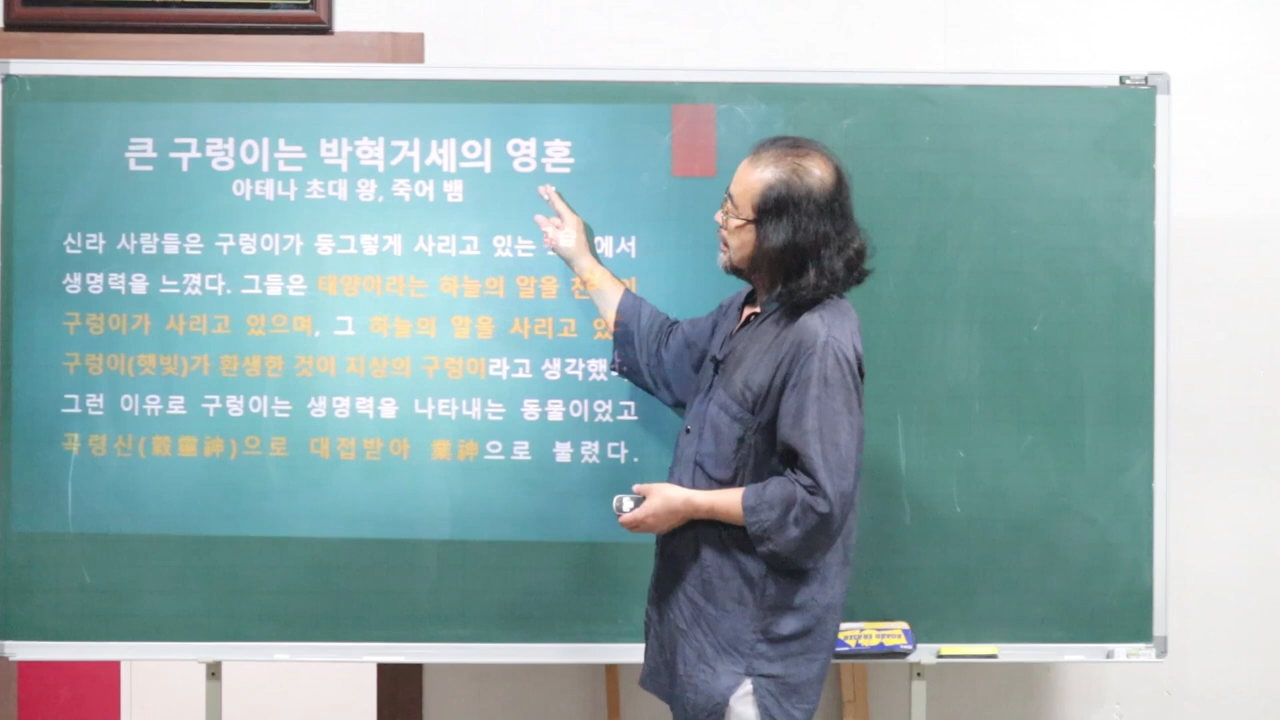 큰 구렁이는 박혁거세의 영혼
아테나 초대 왕, 죽어 뱀
신라 사람들은 구렁이가 둥그렇게 사리고 있는 에서
생명력을 느꼈다. 그들은 태양이라는 하늘의 알을
구렁이가 사리고 있으며, 그 하늘의 알을 사리고
구렁이(햇빛)가 환생한 것이 지상의 구렁이라고 생각했
그런 이유로 구렁이는 생명력을 나타내는 동물이었고
곡령신(穀靈神)으로 대접받아 業神으로 불렸다.